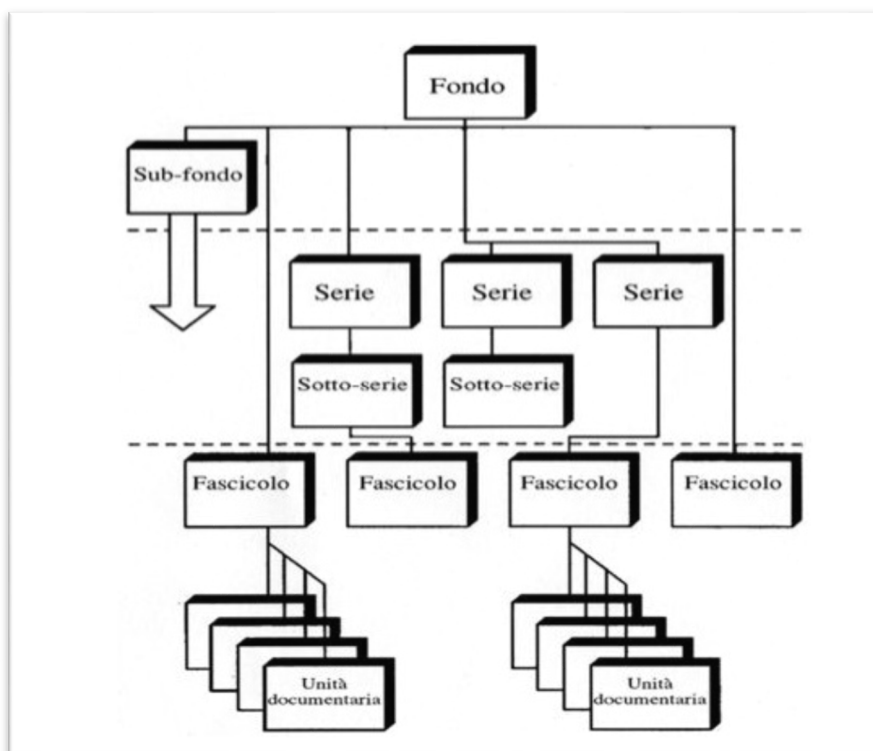 Fondo
Sub-fondo
Serie
Serie
Serie
Sotto-serie
Sotto-serie
Fascicolo
Fascicolo
Fascicolo
Fascicolo
Unità
documentaria
Unità
documentaria